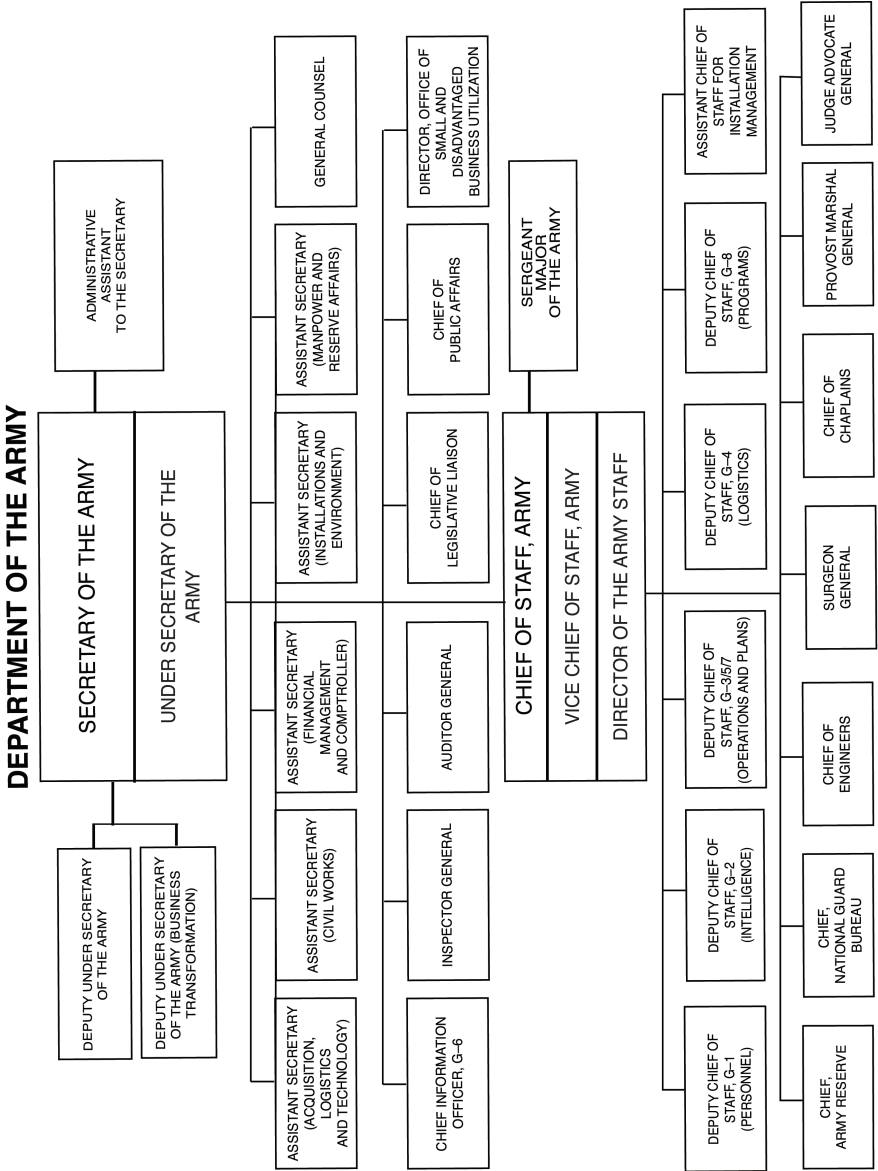 DEPARTMENT OF THE ARMY
SECRETARY OF THE ARMY
UNDER SECRETARY OF THE
ARMY
ADMINISTRATIVE
ASSISTANT
TO THE SECRETARY
DEPUTY UNDER SECRETARY
OF THE ARMY
DEPUTY UNDER SECRETARY
OF THE ARMY (BUSINESS
TRANSFORMATION)
ASSISTANT SECRETARY
(ACQUISITION,
LOGISTICS
AND TECHNOLOGY)
ASSISTANT SECRETARY
(CIVIL WORKS)
ASSISTANT SECRETARY
(FINANCIAL
MANAGEMENT
AND COMPTROLLER)
ASSISTANT SECRETARY
(INSTALLATIONS AND
ENVIRONMENT)
ASSISTANT SECRETARY
(MANPOWER AND
RESERVE AFFAIRS)
GENERAL COUNSEL
CHIEF INFORMATION
OFFICER, G–6
INSPECTOR GENERAL
AUDITOR GENERAL
CHIEF OF
LEGISLATIVE LIAISON
CHIEF OF
PUBLIC AFFAIRS
DIRECTOR, OFFICE OF
SMALL AND
DISADVANTAGED
BUSINESS UTILIZATION
CHIEF OF STAFF, ARMY
VICE CHIEF OF STAFF, ARMY
DIRECTOR OF THE ARMY STAFF
SERGEANT
MAJOR
OF THE ARMY
DEPUTY CHIEF OF
STAFF, G–1
(PERSONNEL)
DEPUTY CHIEF OF
STAFF, G–2
(INTELLIGENCE)
DEPUTY CHIEF OF
STAFF, G–3/5/7
(OPERATIONS AND PLANS)
DEPUTY CHIEF OF
STAFF, G–4
(LOGISTICS)
DEPUTY CHIEF OF
STAFF, G–8
(PROGRAMS)
ASSISTANT CHIEF OF
STAFF FOR
INSTALLATION
MANAGEMENT
CHIEF,
ARMY RESERVE
CHIEF,
NATIONAL GUARD
BUREAU
CHIEF OF
ENGINEERS
SURGEON
GENERAL
CHIEF OF
CHAPLAINS
PROVOST MARSHAL
GENERAL
JUDGE ADVOCATE
GENERAL